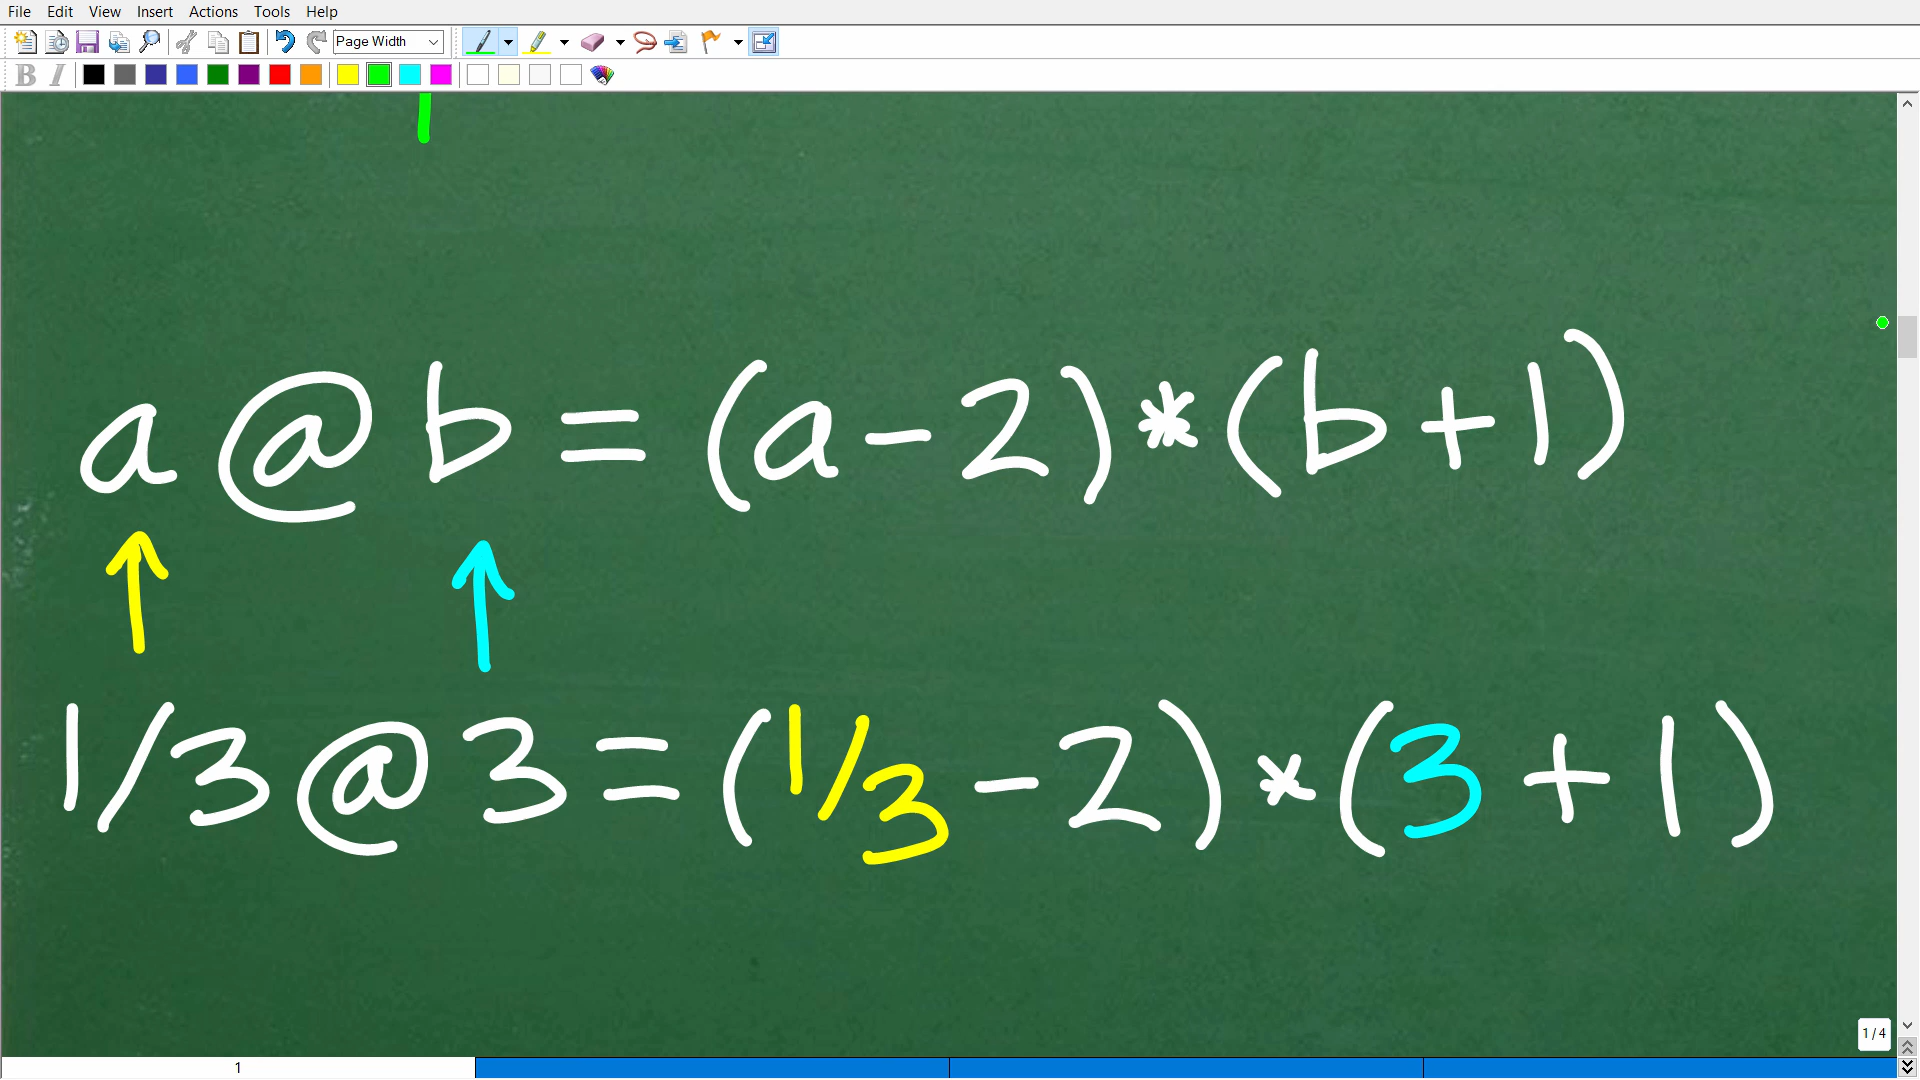 File Edit View Insert Actions Tools Help
Page Width
B I
a @ b = (a-2)*(b+1)
1/3 @ 3 = (1/3-2)*(3+1)
1/4
1